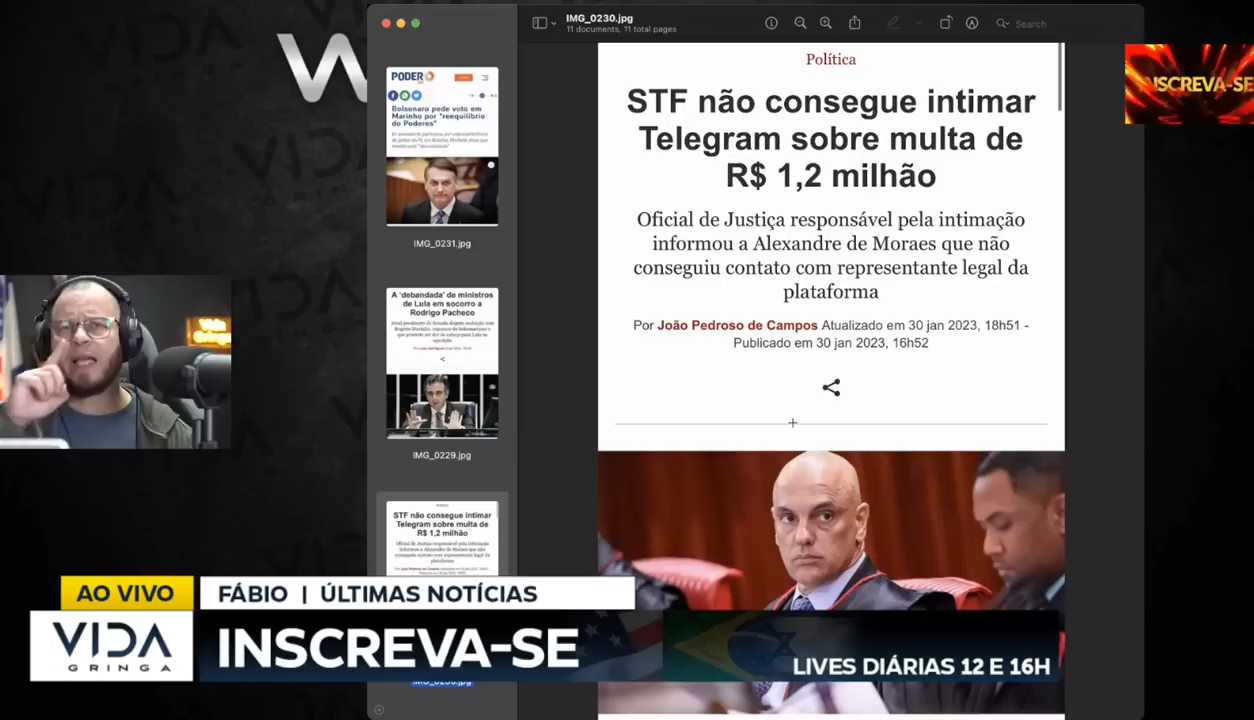 IMG_0230.jpg
11 documents, 11 total pages
Search
W
INSCREVA-SE
PODER
Bolsonaro pede voto em
Marinho por "reequilíbrio
do Poderes"
IMG_0231.jpg
A 'debandada' de ministros
de Lula em socorro a
Rodrigo Pacheco
IMG_0229.jpg
STF não consegue intimar
Telegram sobre multa de
R$ 1,2 milhão
Política
STF não consegue intimar
Telegram sobre multa de
R$ 1,2 milhão
Oficial de Justiça responsável pela intimação
informou a Alexandre de Moraes que não
conseguiu contato com representante legal da
plataforma
Por João Pedroso de Campos Atualizado em 30 jan 2023, 18h51 -
Publicado em 30 jan 2023, 16h52
AO VIVO
FÁBIO | ÚLTIMAS NOTÍCIAS
VIDA
GRINGA
INSCREVA-SE
LIVES DIÁRIAS 12 E 16H